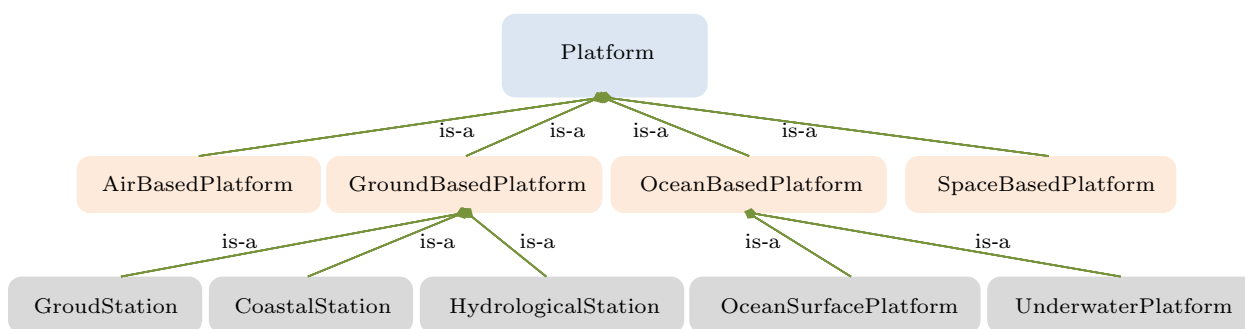 Platform
is-a is-a is-a is-a
AirBasedPlatform GroundBasedPlatform OceanBasedPlatform SpaceBasedPlatform
is-a is-a is-a is-a is-a
GroudStation CoastalStation HydrologicalStation OceanSurfacePlatform UnderwaterPlatform